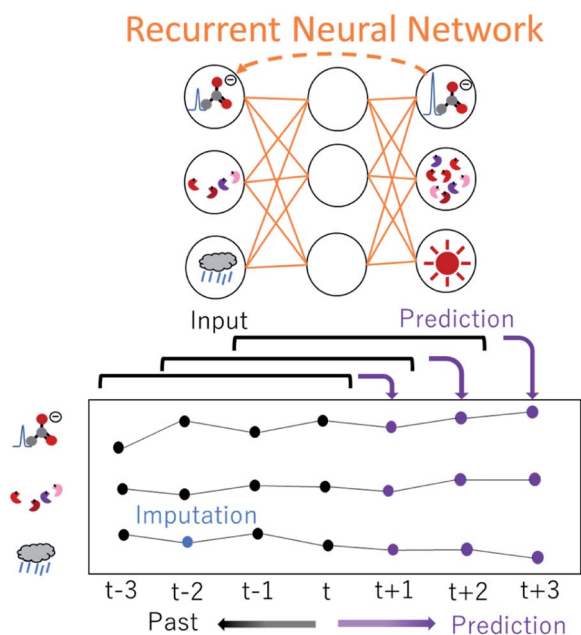 Recurrent Neural Network
Input
Prediction
Imputation
t-3 t-2 t-1 t t+1 t+2 t+3
Past
Prediction